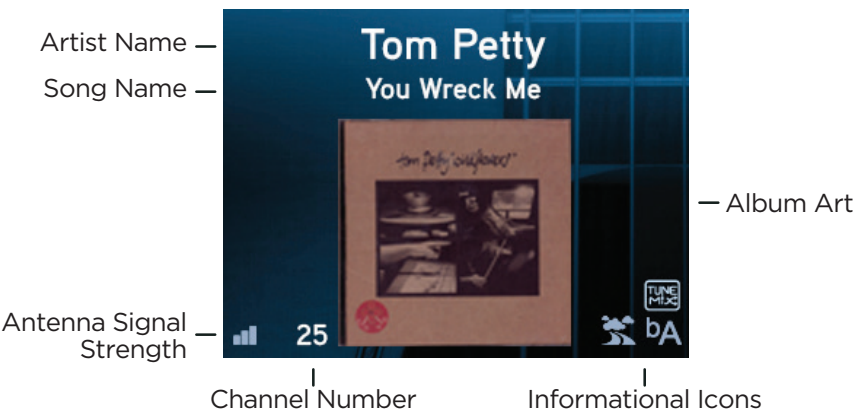 Artist Name
Tom Petty
Song Name
You Wreck Me
tom Petty "wildflowers"
Album Art
TUNE
MIX
Antenna Signal
Strength
25
bA
Channel Number
Informational Icons